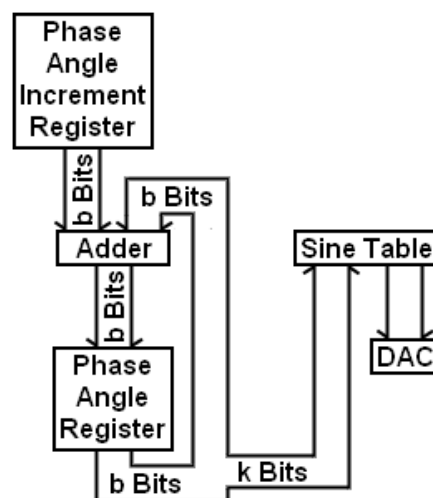 Phase
Angle
Increment
Register
b Bits
b Bits
Adder
Sine Table
b Bits
DAC
Phase
Angle
Register
k Bits
b Bits